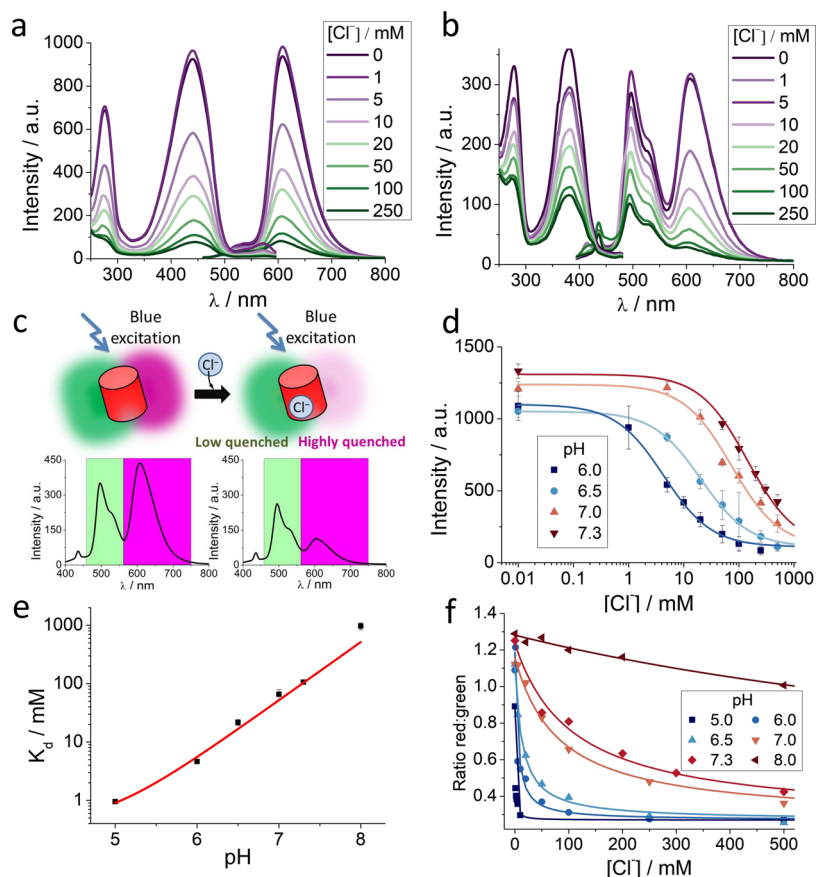 a
[Cl⁻] / mM
0
1
5
10
20
50
100
250
1000
800
600
400
200
0
Intensity / a.u.
300 400 500 600 700 800
λ / nm
b
[Cl⁻] / mM
0
1
5
10
20
50
100
250
300
200
100
0
Intensity / a.u.
300 400 500 600 700 800
λ / nm
c
Blue
excitation
Cl⁻
Blue
excitation
Cl⁻
Low quenched Highly quenched
450
300
150
0
Intensity / a.u.
400 500 600 700 800
λ / nm
450
300
150
0
Intensity / a.u.
400 500 600 700 800
λ / nm
d
1500
1250
1000
750
500
250
0
Intensity / a.u.
pH
6.0
6.5
7.0
7.3
0.01 0.1 1 10 100 1000
[Cl⁻] / mM
e
1000
100
10
1
Kd / mM
5 6 7 8
pH
f
1.4
1.2
1.0
0.8
0.6
0.4
Ratio red:green
pH
5.0 6.0
6.5 7.0
7.3 8.0
0 100 200 300 400 500
[Cl⁻] / mM